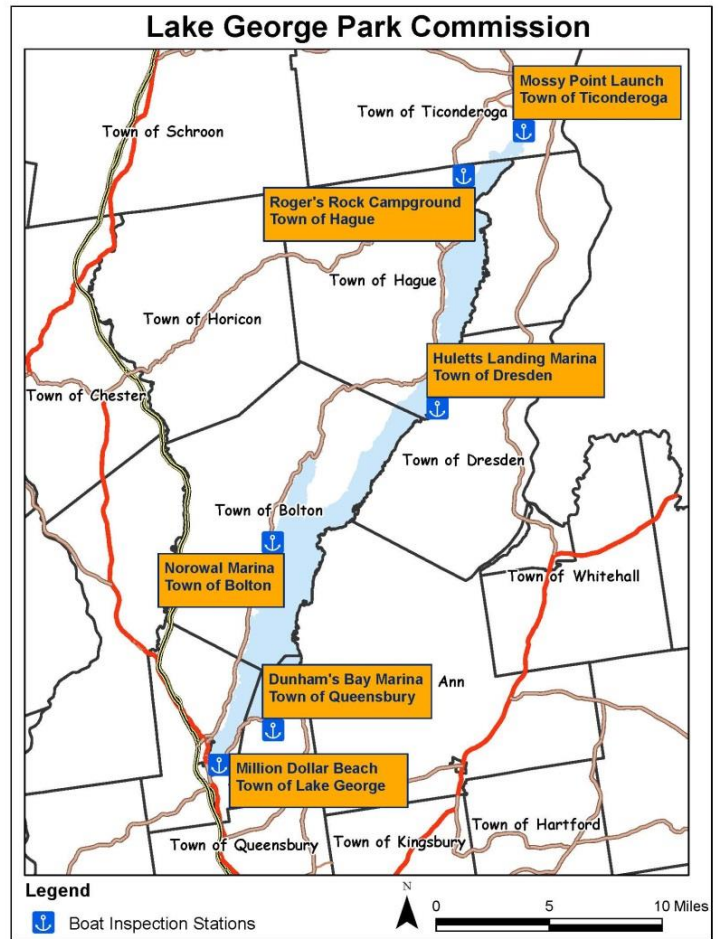 Lake George Park Commission
Mossy Point Launch
Town of Ticonderoga
Town of Ticonderoga
Town of Schroon
Roger's Rock Campground
Town of Hague
Town of Hague
Town of Horicon
Huletts Landing Marina
Town of Dresden
Town of Chester
Town of Dresden
Town of Bolton
Norowal Marina
Town of Bolton
Town of Whitehall
Dunham's Bay Marina
Town of Queensbury
Ann
Million Dollar Beach
Town of Lake George
Town of Hartford
Town of Queensbury
Town of Kingsbury
Legend
Boat Inspection Stations
N
0 5 10 Miles